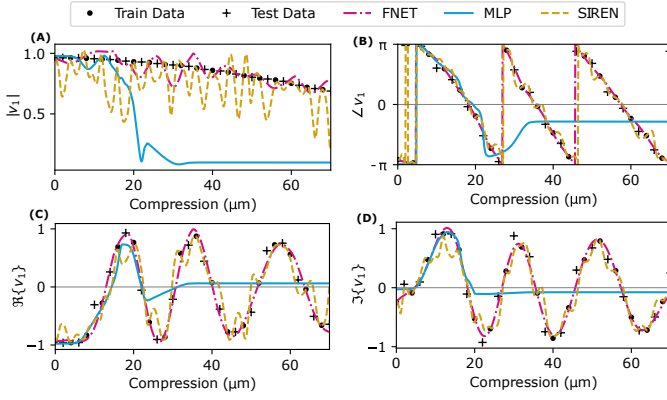 Train Data Test Data FNET MLP SIREN
(A)
1.0
0.5
|v₁|
0 20 40 60
Compression (μm)
(B)
π
0
-π
∠v₁
0 20 40 60
Compression (μm)
(C)
1
0
−1
ℜ{v₁}
0 20 40 60
Compression (μm)
(D)
1
0
−1
ℑ{v₁}
0 20 40 60
Compression (μm)